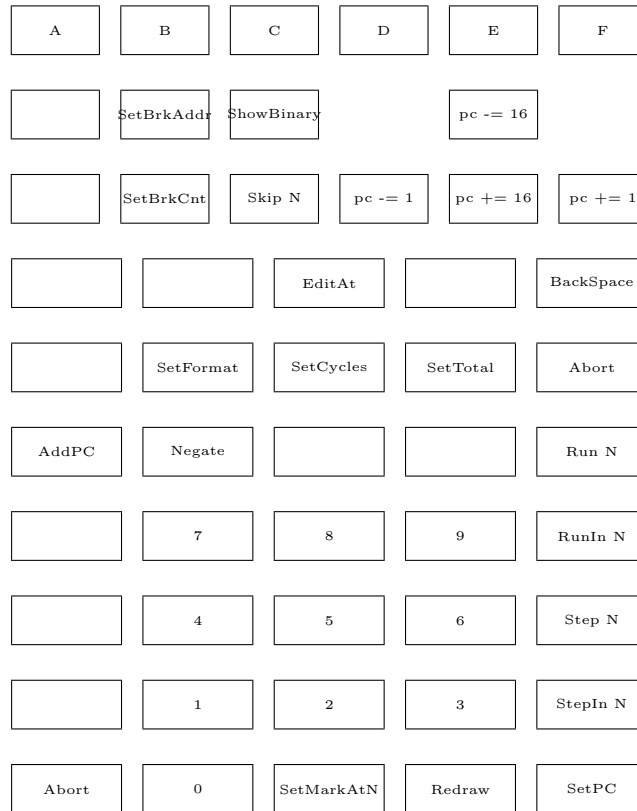 A B C D E F
SetBrkAddr ShowBinary pc -= 16
SetBrkCnt Skip N pc -= 1 pc += 16 pc += 1
EditAt BackSpace
SetFormat SetCycles SetTotal Abort
AddPC Negate Run N
7 8 9 RunIn N
4 5 6 Step N
1 2 3 StepIn N
Abort 0 SetMarkAtN Redraw SetPC